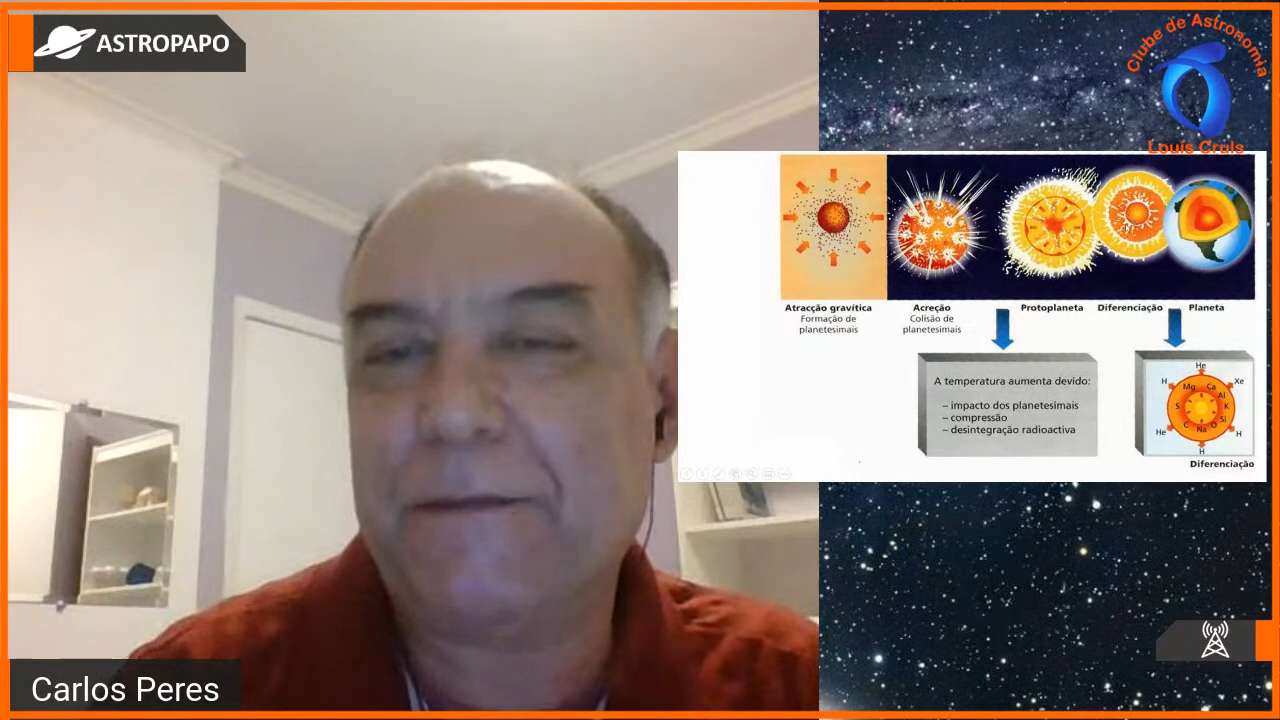 ASTROPAPO
Clube de Astronomia
Louis Cruls
Atracção gravítica
Formação de
planetesimais
Acreção
Colisão de
planetesimais
Protoplaneta
Diferenciação
Planeta
A temperatura aumenta devido:
– impacto dos planetesimais
– compressão
– desintegração radioactiva
He
H
Xe
Mg
Ca
Al
S
K
Si
C
O
Na
He
H
H
Diferenciação
Carlos Peres